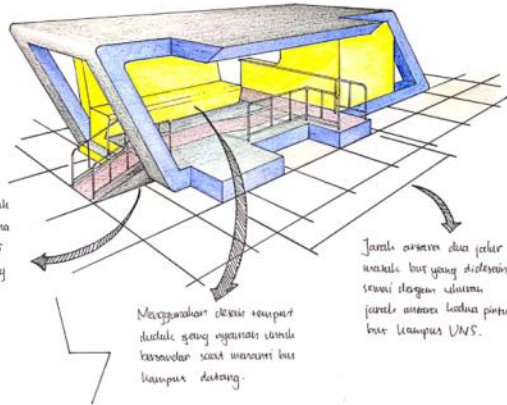 Menggunakan desain tempat
duduk yang nyaman untuk
bersandar saat menanti bus
kampus datang.
Jarak antara dua jalur
masuk bus yang didesain
sesuai dengan ukuran
jarak antara kedua pintu
bus kampus UNS.